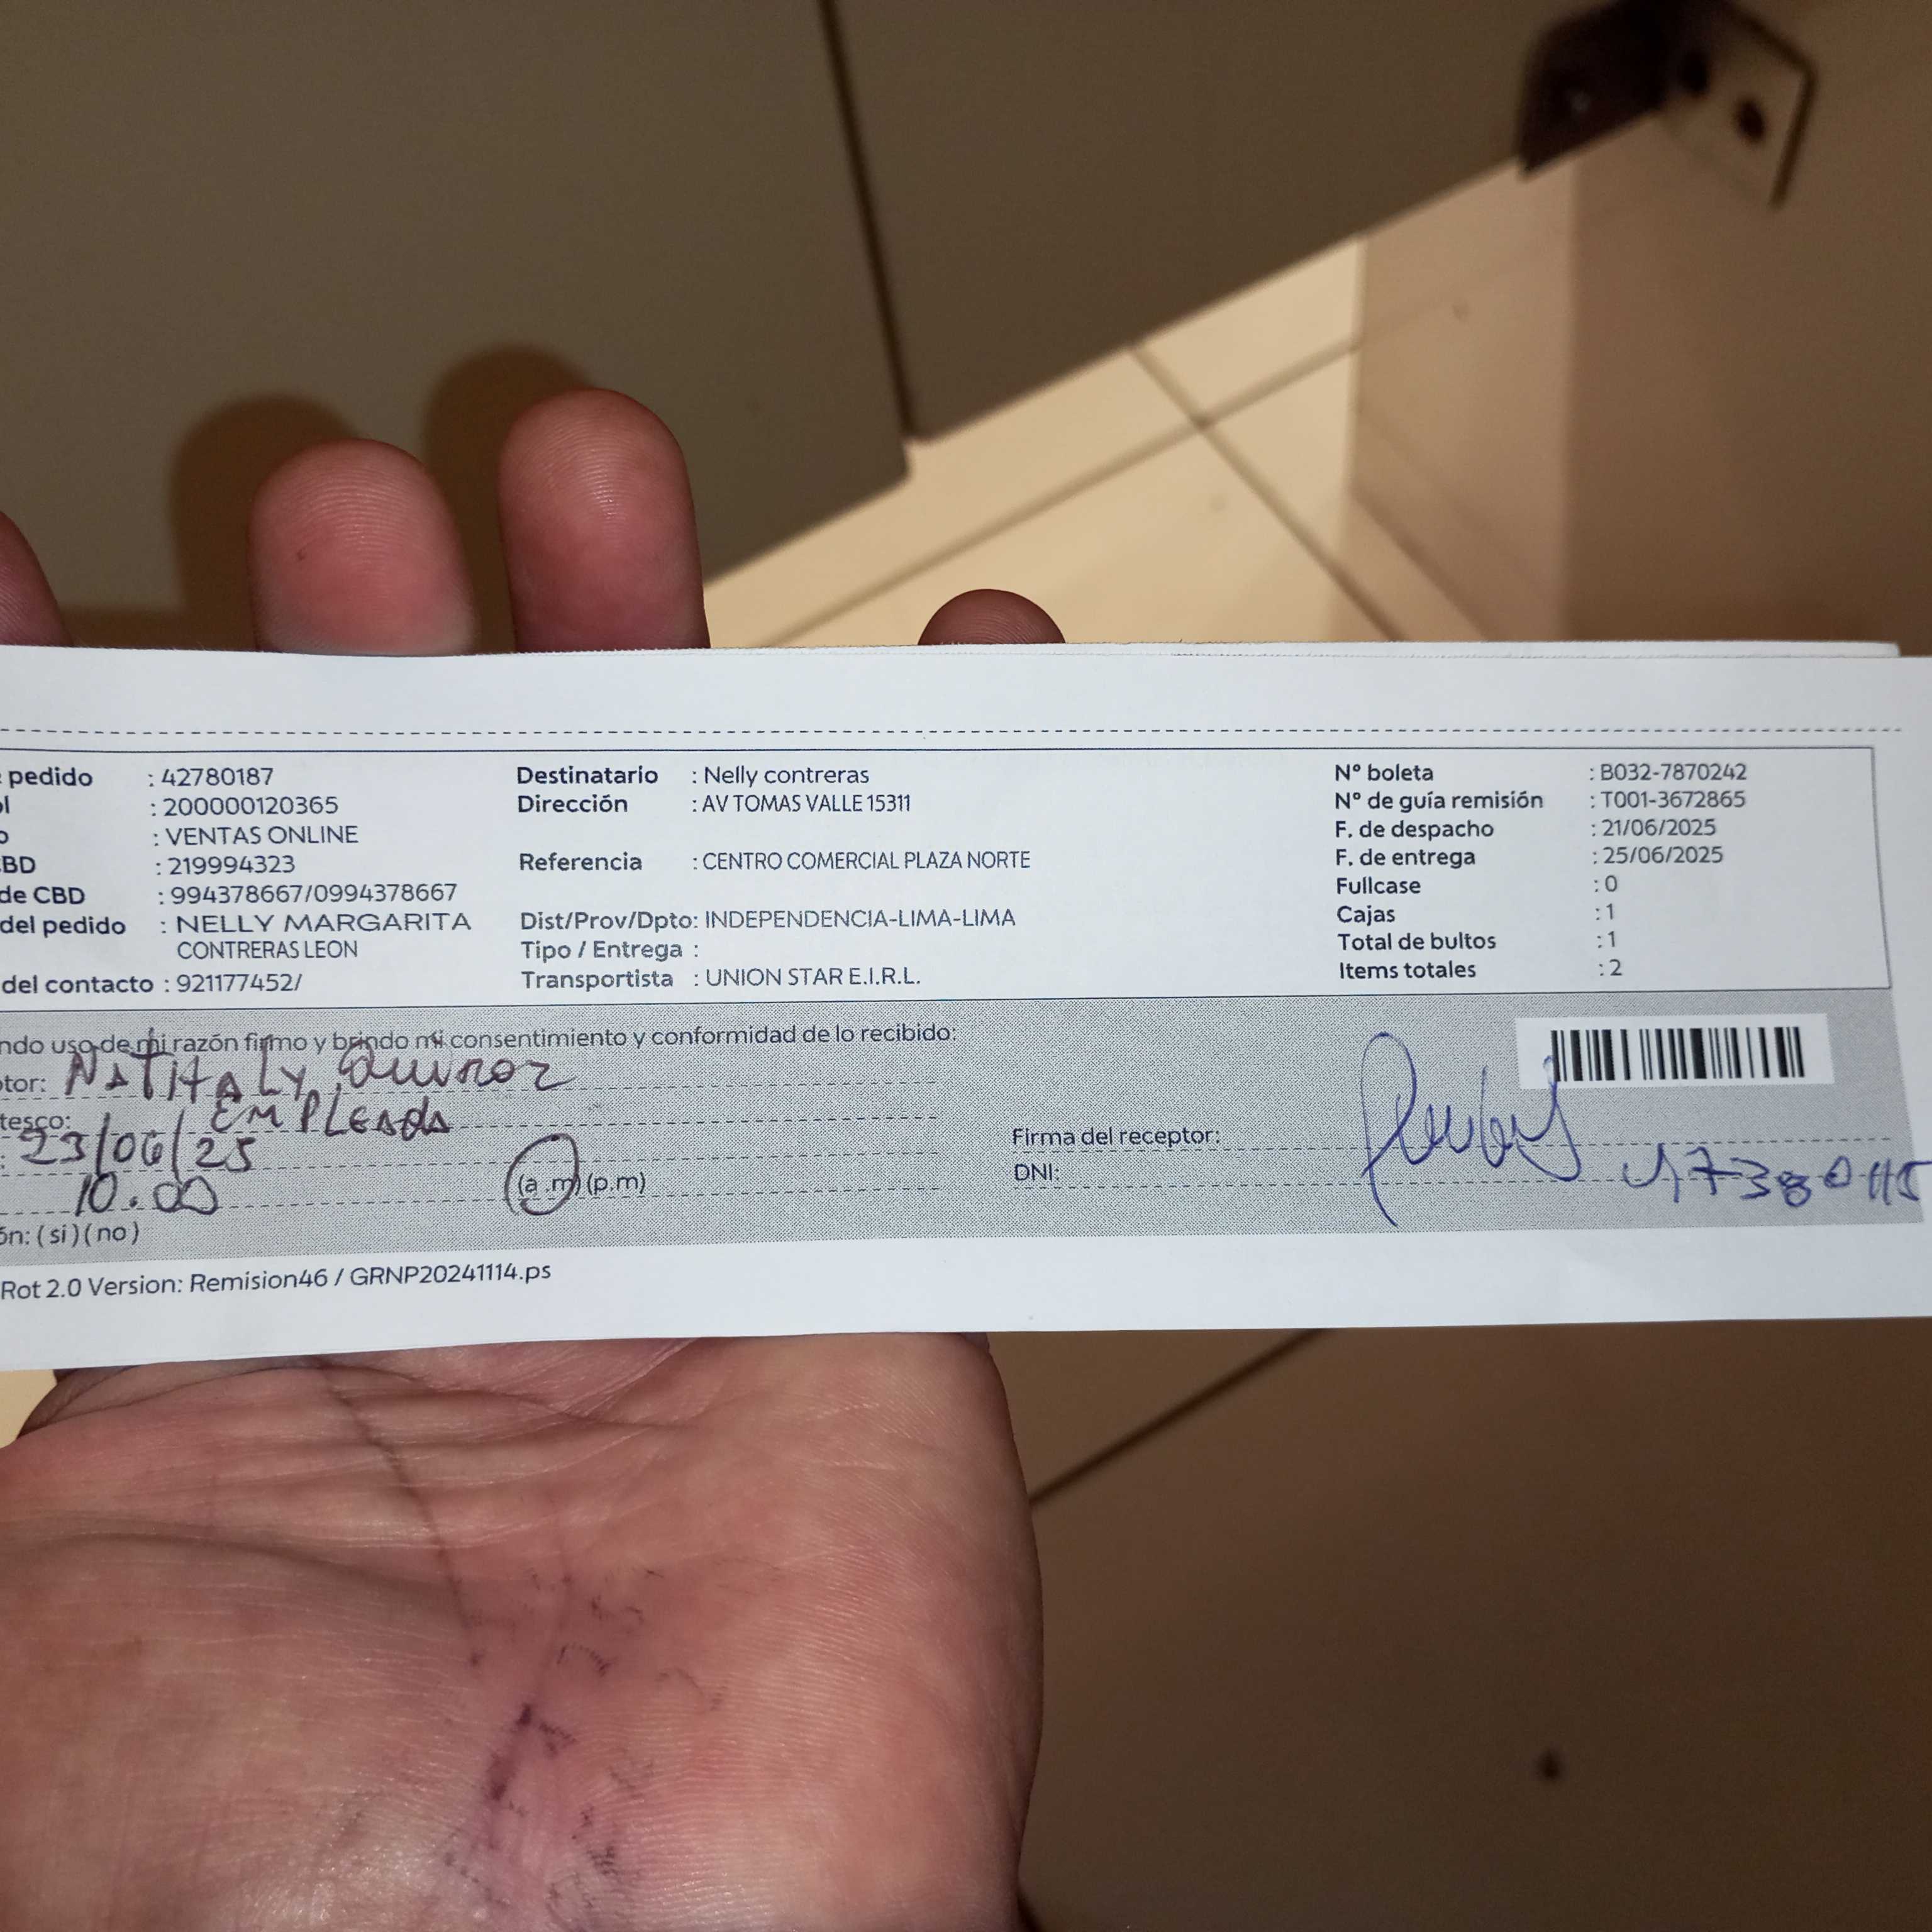 pedido : 42780187
l : 200000120365
o : VENTAS ONLINE
BD : 219994323
de CBD : 994378667/0994378667
del pedido : NELLY MARGARITA
CONTRERAS LEON
del contacto : 921177452/
Destinatario : Nelly contreras
Dirección : AV TOMAS VALLE 15311
Referencia : CENTRO COMERCIAL PLAZA NORTE
Dist/Prov/Dpto: INDEPENDENCIA-LIMA-LIMA
Tipo / Entrega :
Transportista : UNION STAR E.I.R.L.
Nº boleta : B032-7870242
Nº de guía remisión : T001-3672865
F. de despacho : 21/06/2025
F. de entrega : 25/06/2025
Fullcase : 0
Cajas : 1
Total de bultos : 1
Items totales : 2
ndo uso de mi razón firmo y brindo mi consentimiento y conformidad de lo recibido:
tor: NATHALY Quiroz
tesco: EMPLEADA
: 23/06/25
10.00 (a.m) (p.m)
ón: (si)(no)
Firma del receptor:
DNI:
Rot 2.0 Version: Remision46 / GRNP20241114.ps